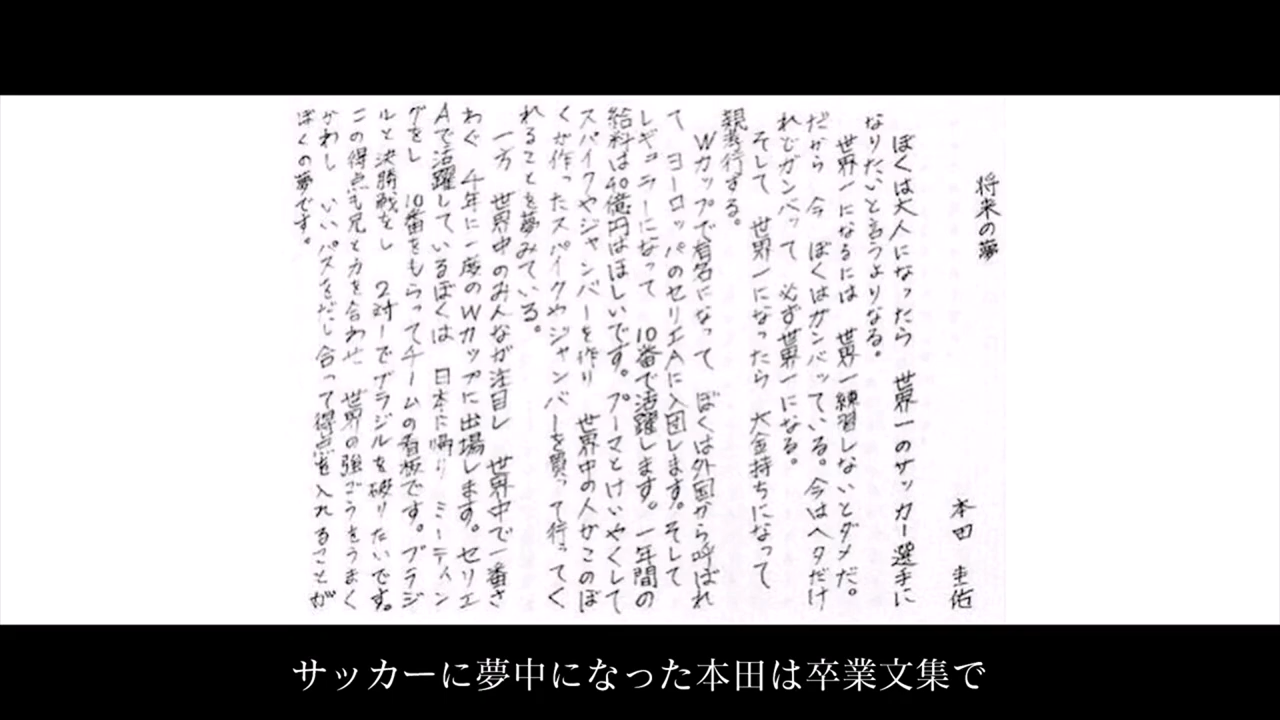 将来の夢
本田 圭佑
ぼくは大人になったら 世界一のサッカー選手に
なりたいと言うよりなる。
世界一になるには 世界一練習しないとダメだ。
だから 今 ぼくはガンバッている。今はヘタだけ
れどガンバッて 必ず世界一になる。
そして 世界一になったら 大金持ちになって
親孝行する。
Wカップで有名になって ぼくは外国から呼ばれ
て ヨーロッパのセリエAに入団します。そして
レギュラーになって 10番で活躍します。一年間の
給料は40億円はほしいです。プーマとけいやくして
スパイクやジャンバーを作り 世界中の人がこのぼ
くが作ったスパイクやジャンバーを買って行ってく
れることを夢みている。
一方 世界中のみんなが注目し 世界中で一番さ
わぐ 4年に一度のWカップに出場します。セリエ
Aで活躍しているぼくは 日本に帰り ミーティン
グをし 10番をもらってチームの看板です。ブラジ
ルと決勝戦をし 2対1でブラジルを破りたいです。
この得点も兄と力を合わせ 世界の強ごうをうまく
かわし いいパスをだし合って得点を入れることが
ぼくの夢です。
サッカーに夢中になった本田は卒業文集で